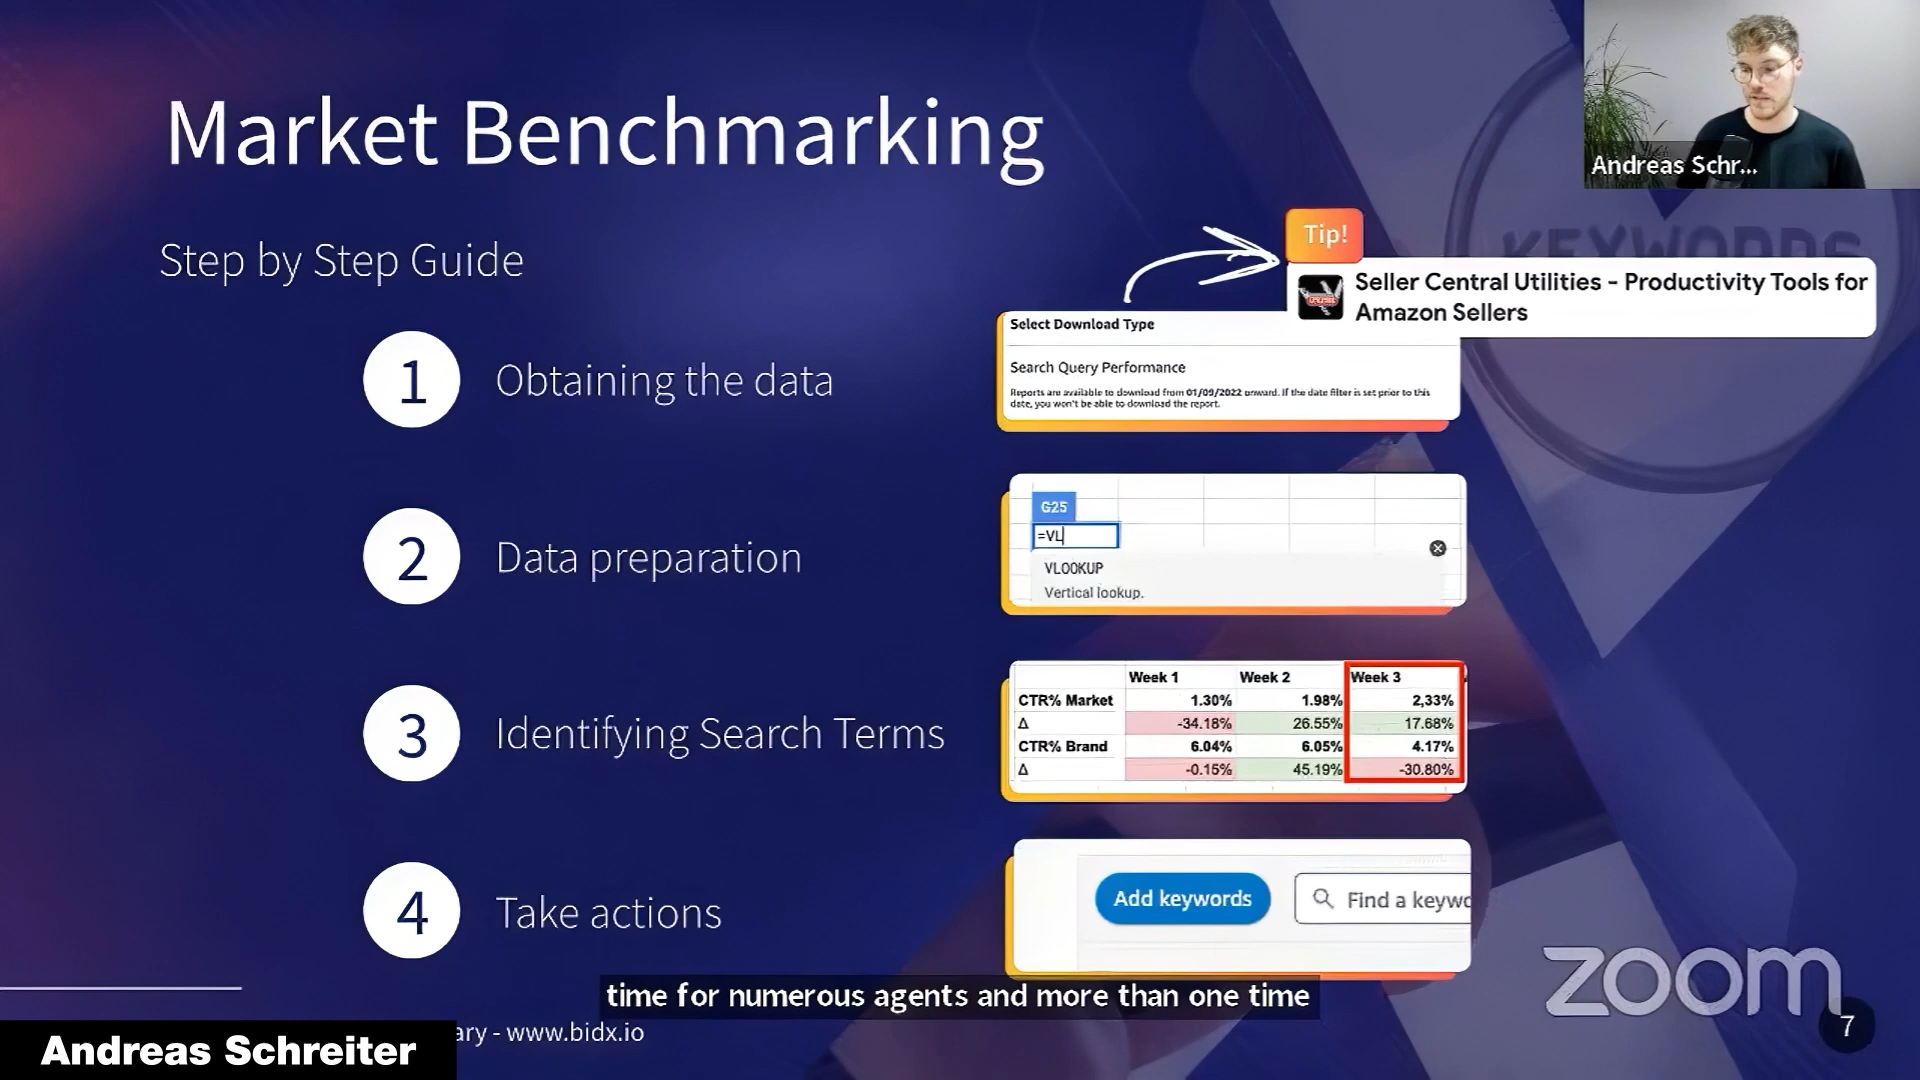 Market Benchmarking
Andreas Schr...
Step by Step Guide
Tip!
KEYWORDS
Seller Central Utilities - Productivity Tools for
Amazon Sellers
1 Obtaining the data
Select Download Type
Search Query Performance
Reports are available to download from 01/09/2022 onward. If the date filter is set prior to this
date, you won't be able to download the report.
2 Data preparation
G25
=VL
VLOOKUP
Vertical lookup.
3 Identifying Search Terms
Week 1 Week 2 Week 3
CTR% Market 1.30% 1.98% 2,33%
Δ -34.18% 26.55% 17.68%
CTR% Brand 6.04% 6.05% 4.17%
Δ -0.15% 45.19% -30.80%
4 Take actions
Add keywords
Find a keywo
time for numerous agents and more than one time
zoom
7
ary - www.bidx.io
Andreas Schreiter